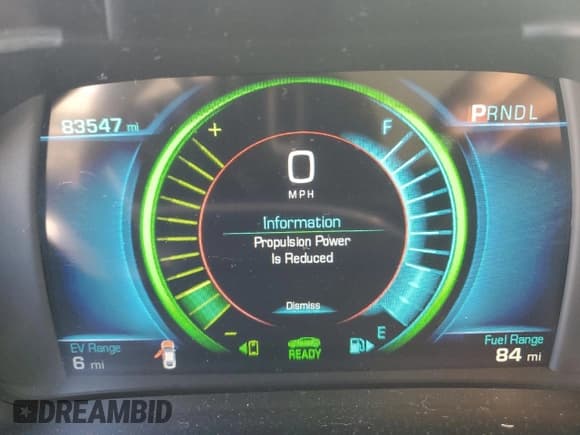 83547 mi
PRNDL
+
F
0
MPH
Information
Propulsion Power
Is Reduced
Dismiss
-
E
EV Range
6 mi
READY
Fuel Range
84 mi
DREAMBID